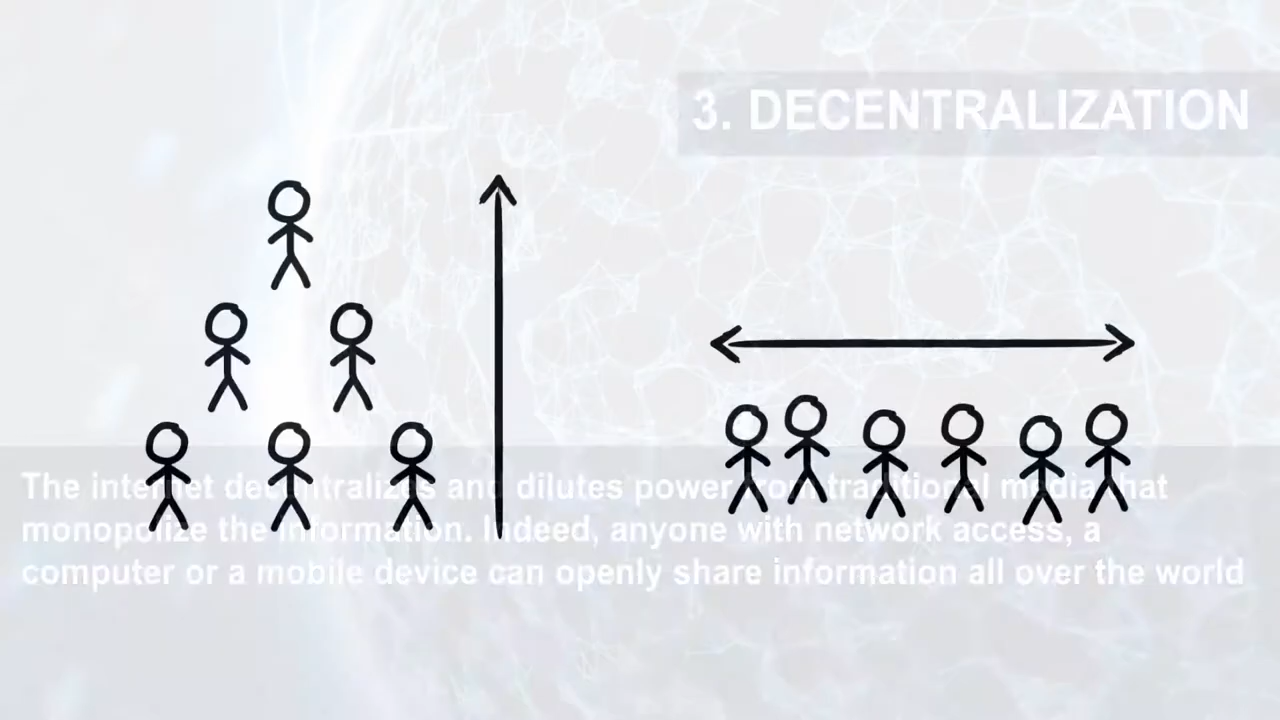 3. DECENTRALIZATION
The internet decentralizes and dilutes power from traditional media that
monopolize the information. Indeed, anyone with network access, a
computer or a mobile device can openly share information all over the world